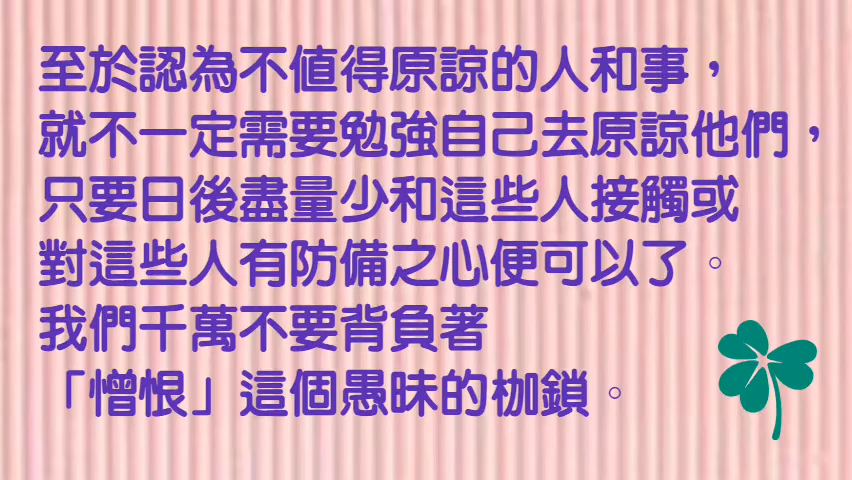 至於認為不值得原諒的人和事，
就不一定需要勉強自己去原諒他們，
只要日後盡量少和這些人接觸或
對這些人有防備之心便可以了。
我們千萬不要背負著
「憎恨」這個愚昧的枷鎖。